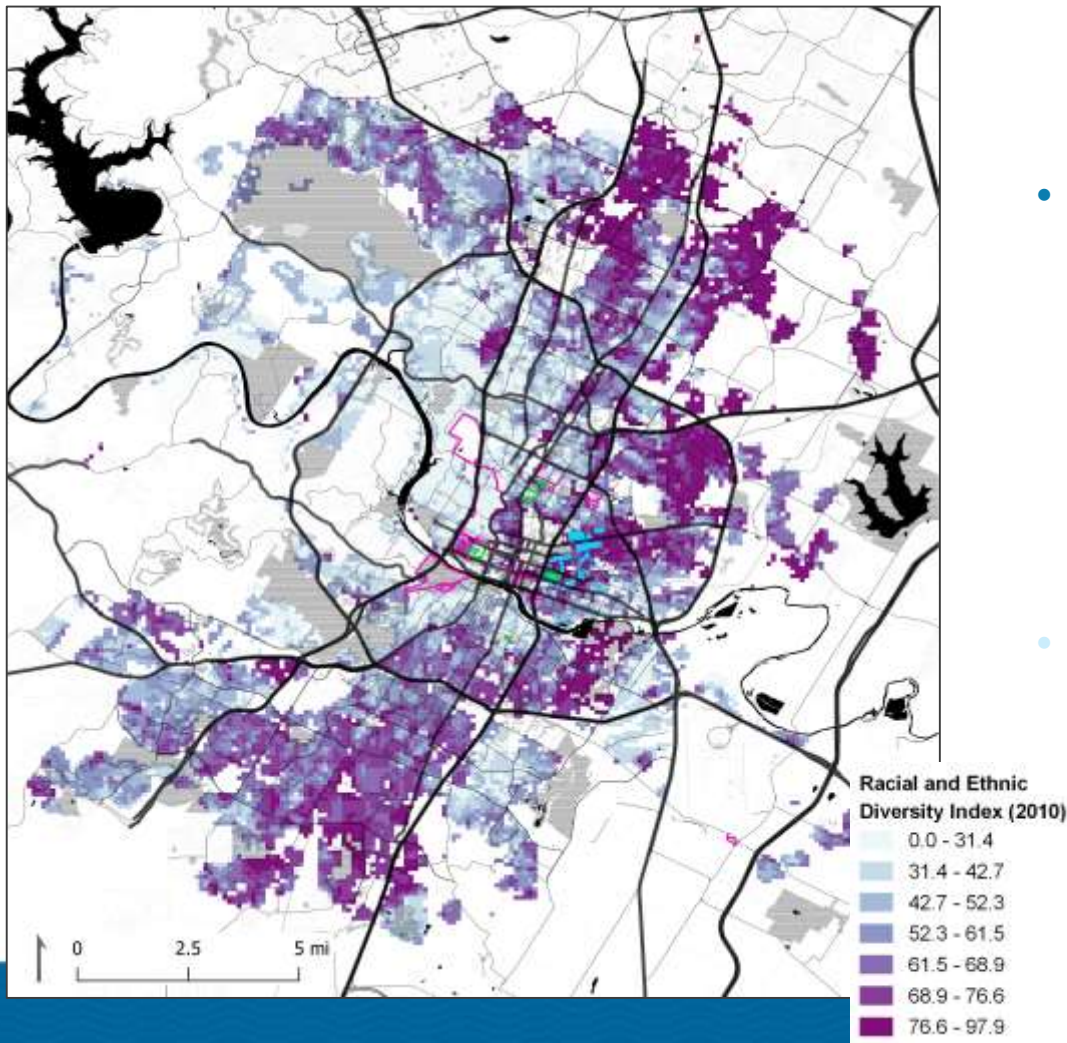 0 2.5 5 mi
Racial and Ethnic
Diversity Index (2010)
0.0 - 31.4
31.4 - 42.7
42.7 - 52.3
52.3 - 61.5
61.5 - 68.9
68.9 - 76.6
76.6 - 97.9